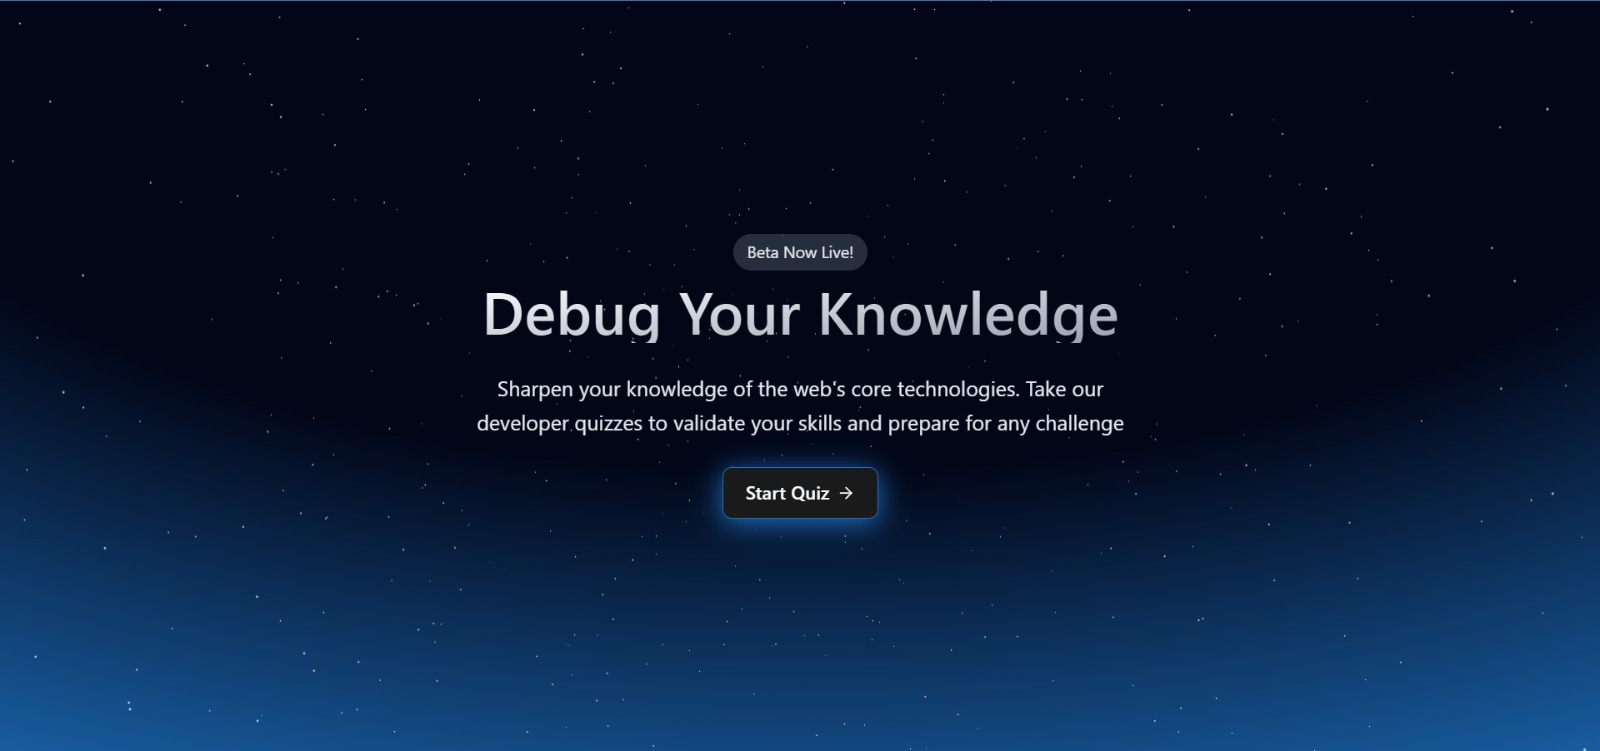 Beta Now Live!
Debug Your Knowledge
Sharpen your knowledge of the web's core technologies. Take our
developer quizzes to validate your skills and prepare for any challenge
Start Quiz →